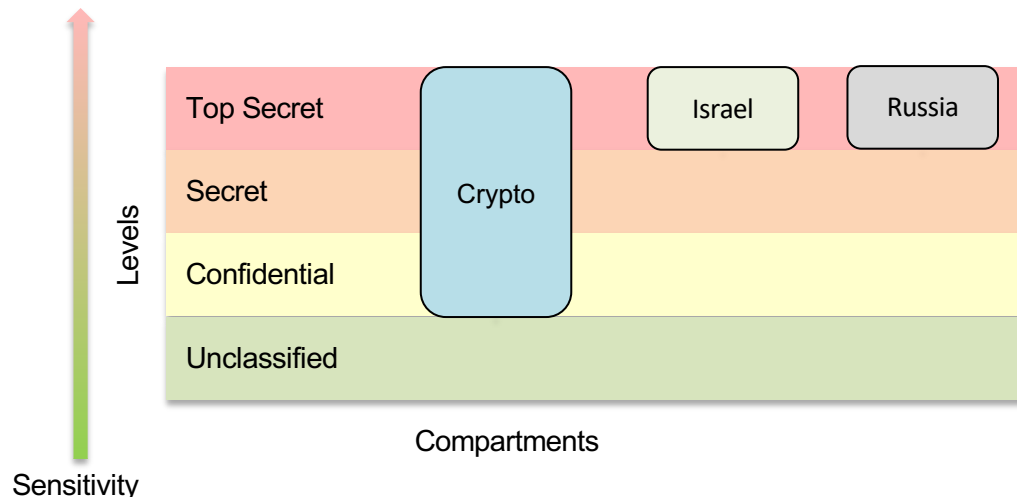 Top Secret
Israel
Russia
Secret
Crypto
Levels
Confidential
Unclassified
Compartments
Sensitivity